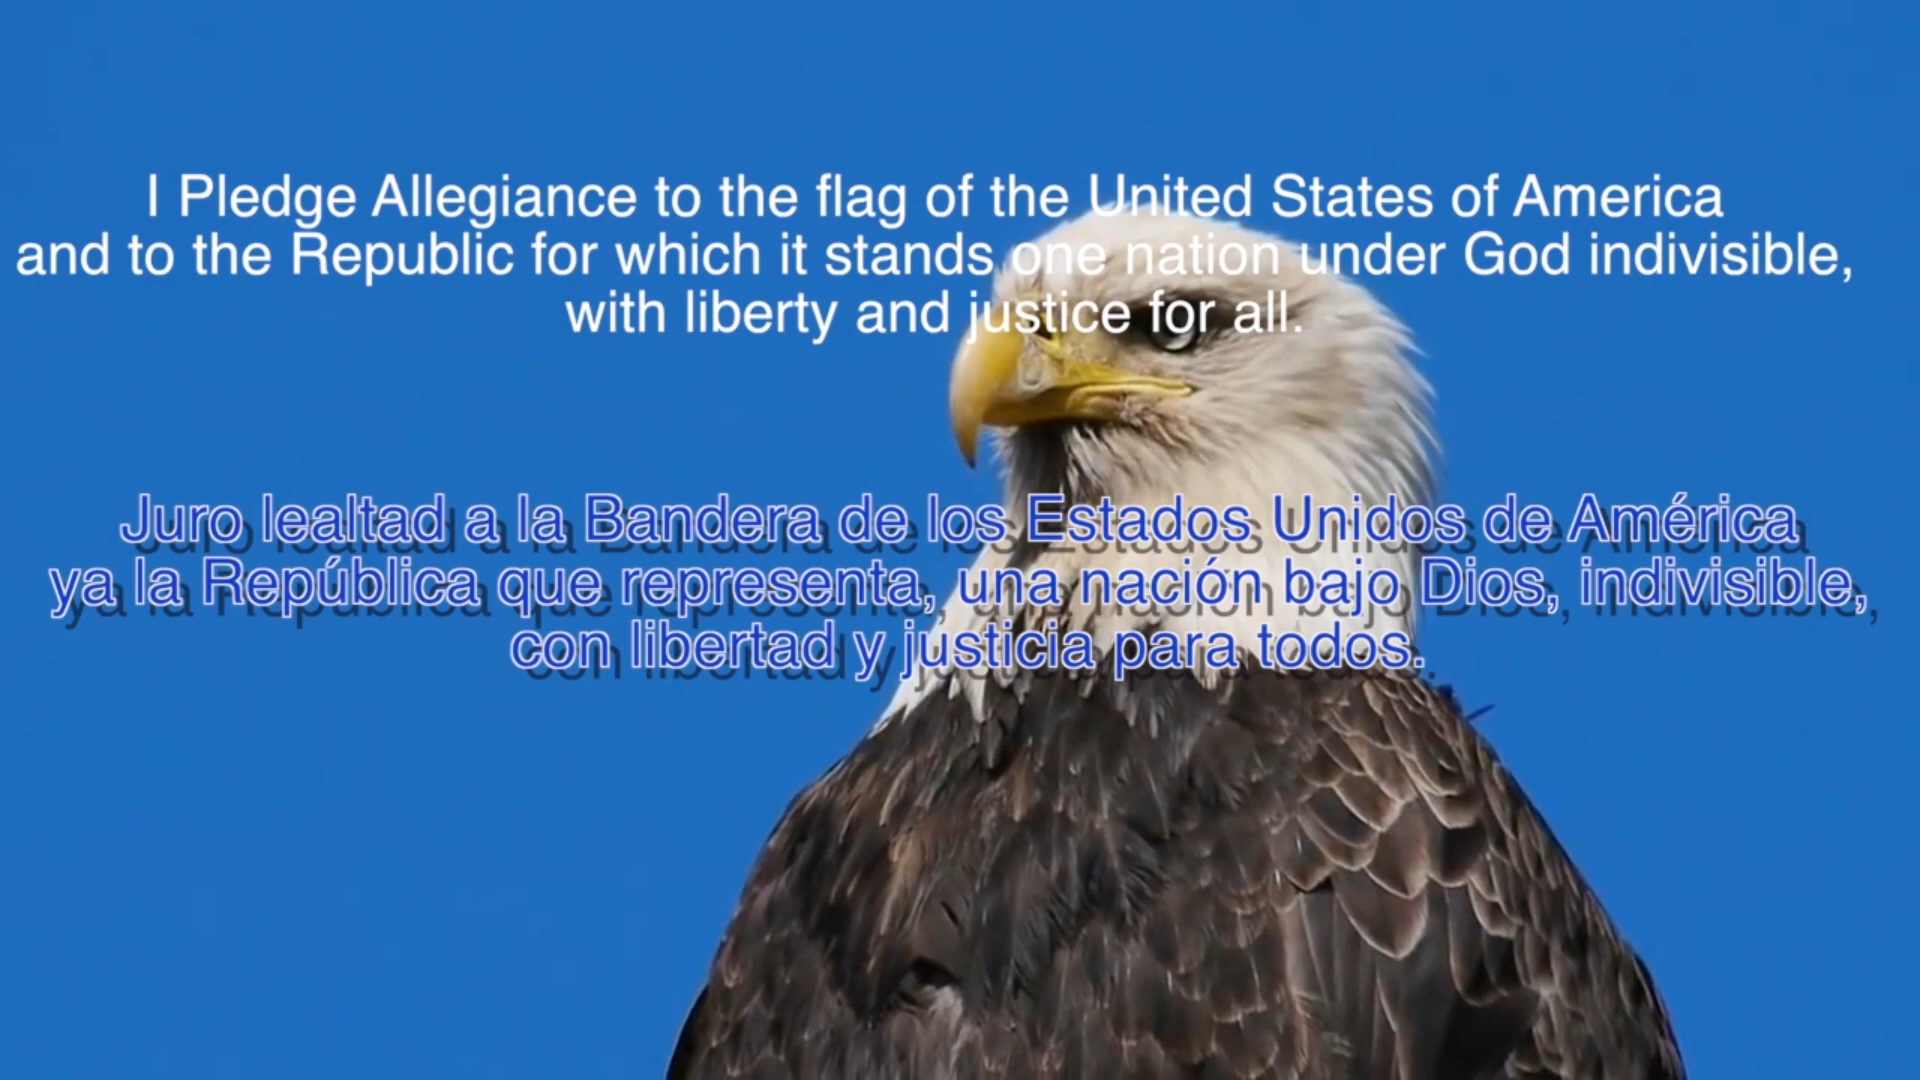 I Pledge Allegiance to the flag of the United States of America
and to the Republic for which it stands one nation under God indivisible,
with liberty and justice for all.
Juro lealtad a la Bandera de los Estados Unidos de América
ya la República que representa, una nación bajo Dios, indivisible,
con libertad y justicia para todos.